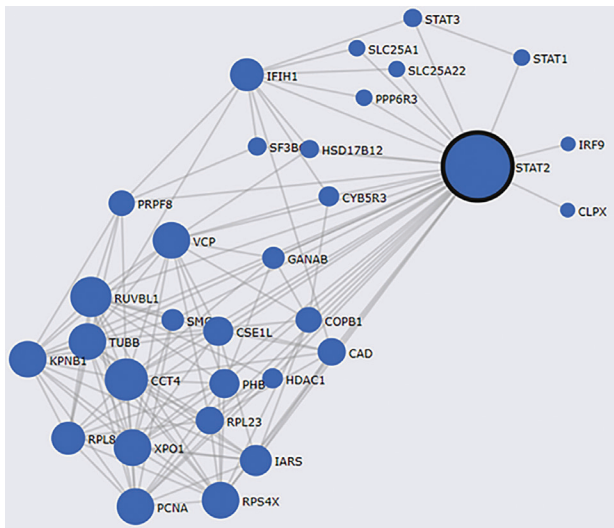 STAT3
SLC25A1
STAT1
SLC25A22
IFIH1
PPP6R3
IRF9
SF3B
HSD17B12
STAT2
CYB5R3
PRPF8
CLPX
VCP
GANAB
RUVBL1
SMC
COPB1
CSE1L
TUBB
CAD
KPNB1
CCT4
PHB
HDAC1
RPL23
RPL8
XPO1
IARS
RPS4X
PCNA